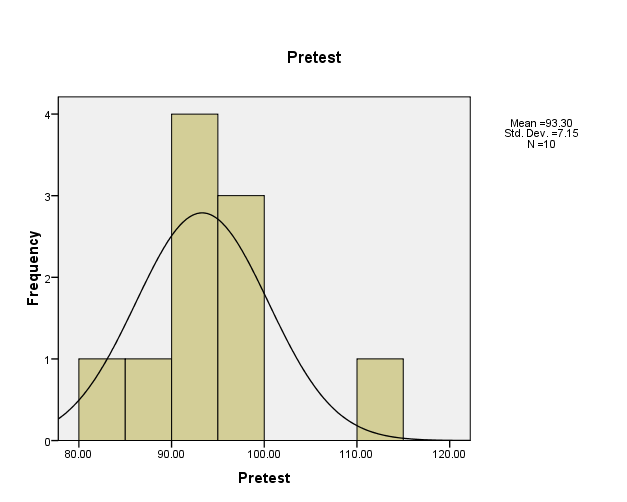 Pretest
Mean =93.30
Std. Dev. =7.15
N =10
4
3
2
1
0
Frequency
80.00 90.00 100.00 110.00 120.00
Pretest